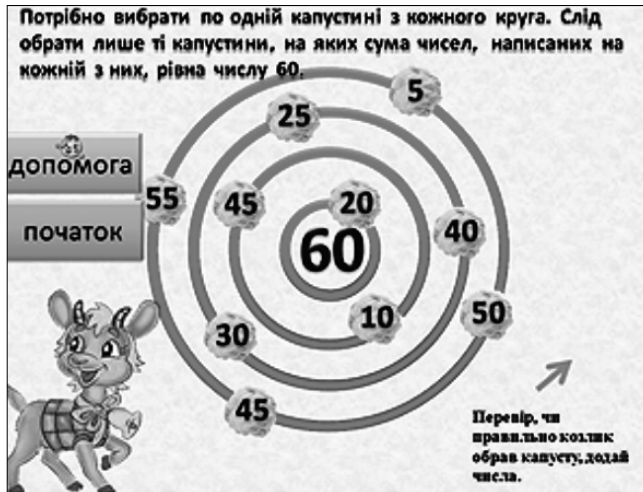 Потрібно вибрати по одній капустині з кожного круга. Слід
обрати лише ті капустини, на яких сума чисел, написаних на
кожній з них, рівна числу 60.
5
25
допомога
55
45
20
початок
60
40
30
10
50
45
Перевір, чи
правильно козлик
обрав капусту, додай
числа.